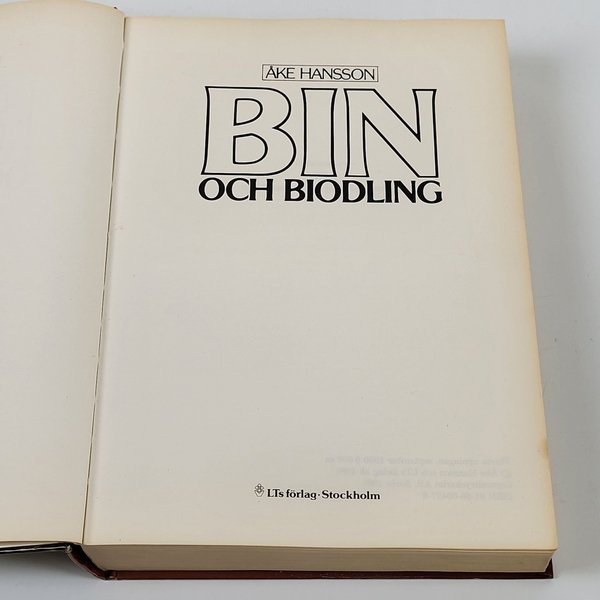 ÅKE HANSSON
BIN
OCH BIODLING
LTs förlag · Stockholm